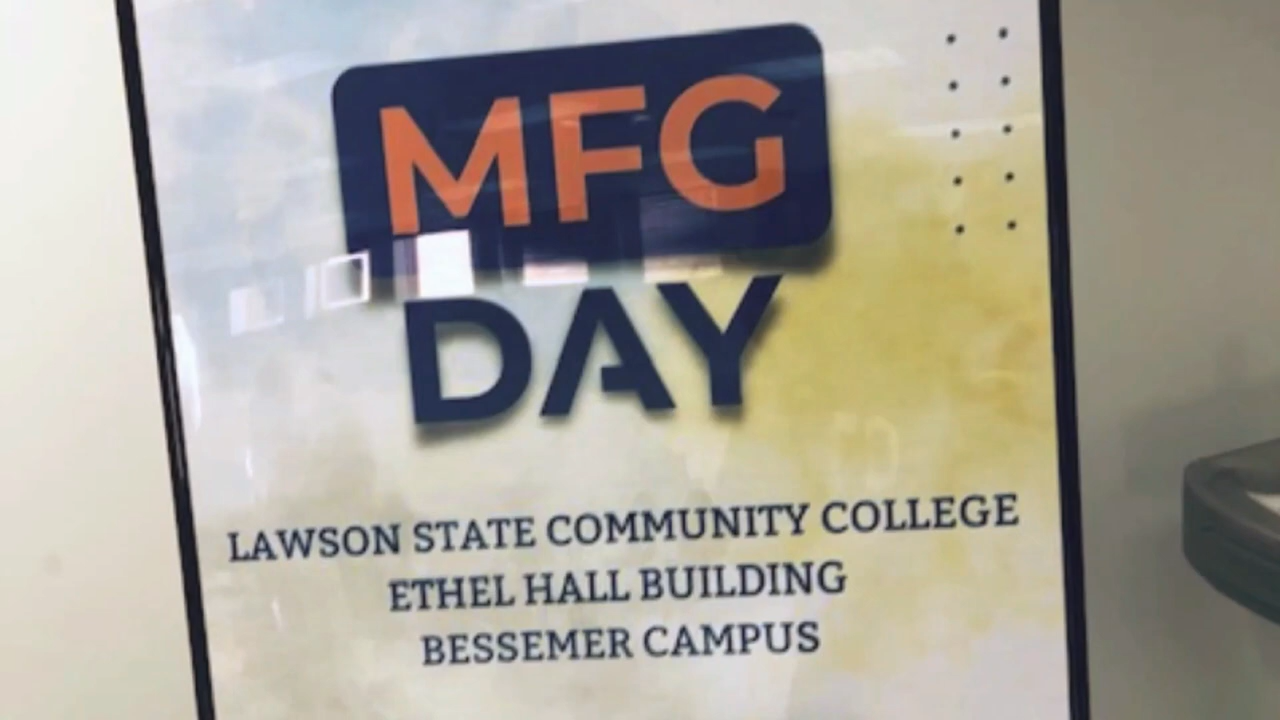 MFG
DAY
LAWSON STATE COMMUNITY COLLEGE
ETHEL HALL BUILDING
BESSEMER CAMPUS